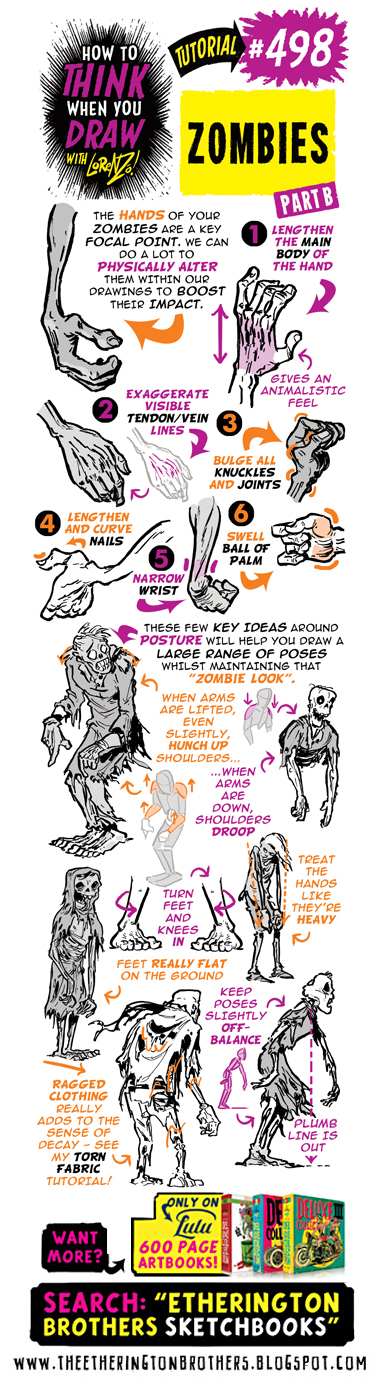 HOW TO
THINK
WHEN YOU
DRAW
WITH LORENZO!
TUTORIAL
#498
ZOMBIES
PART B
THE HANDS OF YOUR
ZOMBIES ARE A KEY
FOCAL POINT. WE CAN
DO A LOT TO
PHYSICALLY ALTER
THEM WITHIN OUR
DRAWINGS TO BOOST
THEIR IMPACT.
1 LENGTHEN
THE MAIN
BODY OF
THE HAND
GIVES AN
ANIMALISTIC
FEEL
2 EXAGGERATE
VISIBLE
TENDON/VEIN
LINES
3
BULGE ALL
KNUCKLES
AND JOINTS
4 LENGTHEN
AND CURVE
NAILS
5
NARROW
WRIST
6
SWELL
BALL OF
PALM
THESE FEW KEY IDEAS AROUND
POSTURE WILL HELP YOU DRAW A
LARGE RANGE OF POSES
WHILST MAINTAINING THAT
"ZOMBIE LOOK".
WHEN ARMS
ARE LIFTED,
EVEN
SLIGHTLY,
HUNCH UP
SHOULDERS...
...WHEN
ARMS
ARE
DOWN,
SHOULDERS
DROOP
TURN
FEET
AND
KNEES
IN
TREAT
THE
HANDS
LIKE
THEY'RE
HEAVY
FEET REALLY FLAT
ON THE GROUND
KEEP
POSES
SLIGHTLY
OFF-
BALANCE
PLUMB
LINE IS
OUT
RAGGED
CLOTHING
REALLY
ADDS TO THE
SENSE OF
DECAY - SEE
MY TORN
FABRIC
TUTORIAL!
WANT
MORE?
ONLY ON
Lulu
600 PAGE
ARTBOOKS!
SEARCH: "ETHERINGTON
BROTHERS SKETCHBOOKS"
WWW.THEETHERINGTONBROTHERS.BLOGSPOT.COM